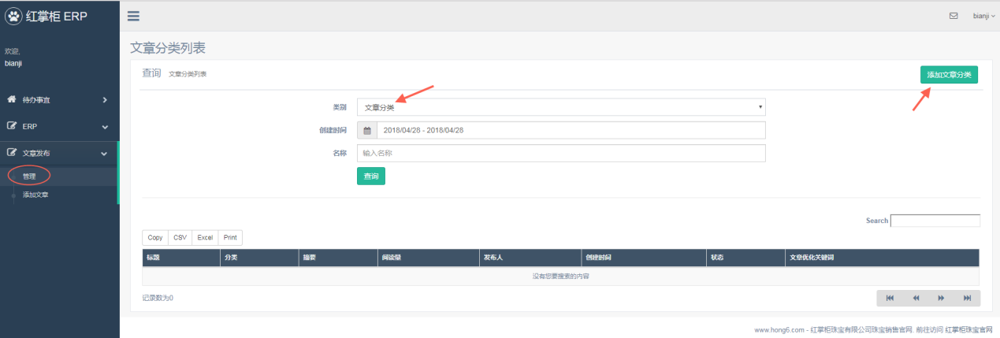 红掌柜 ERP
bianji
欢迎,
bianji
待办事宜
ERP
文章发布
管理
添加文章
文章分类列表
查询 文章分类列表
添加文章分类
类别 文章分类
创建时间 2018/04/28 - 2018/04/28
名称 输入名称
查询
Search
Copy CSV Excel Print
标题 分类 摘要 阅读量 发布人 创建时间 状态 文章优化关键词
没有您要搜索的内容
记录数为0
www.hong6.com - 红掌柜珠宝有限公司珠宝销售官网. 前往访问 红掌柜珠宝官网